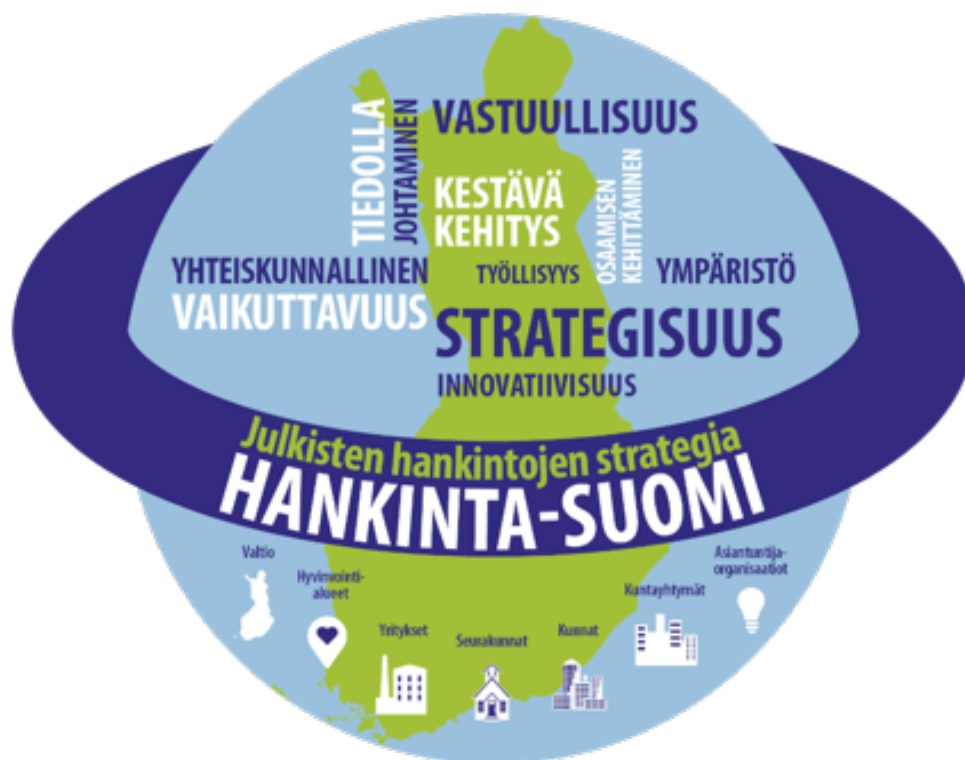 TIEDOLLA
JOHTAMINEN
VASTUULLISUUS
KESTÄVÄ
KEHITYS
OSAAMISEN
KEHITTÄMINEN
YHTEISKUNNALLINEN
VAIKUTTAVUUS
TYÖLLISYYS
YMPÄRISTÖ
STRATEGISUUS
INNOVATIIVISUUS
Julkisten hankintojen strategia
HANKINTA-SUOMI
Valtio
Hyvinvointi-
alueet
Yritykset
Seurakunnat
Kunnat
Kuntayhtymät
Asiantuntija-
organisaatiot